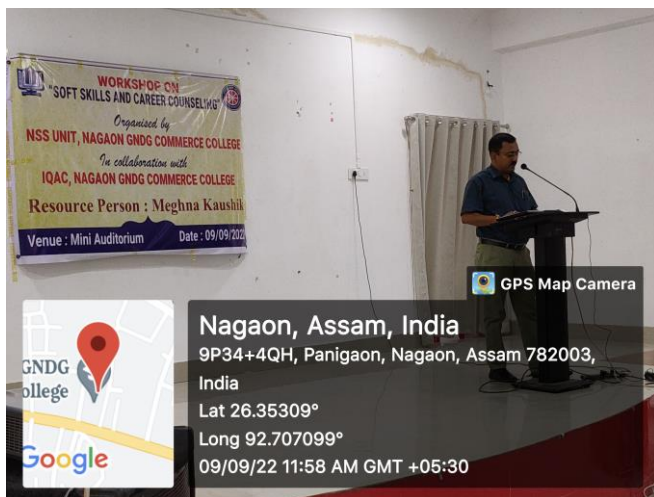 WORKSHOP ON
"SOFT SKILLS AND CAREER COUNSELING"
Organised by
NSS UNIT, NAGAON GNDG COMMERCE COLLEGE
In collaboration with
IQAC, NAGAON GNDG COMMERCE COLLEGE
Resource Person : Meghna Kaushik
Venue : Mini Auditorium Date : 09/09/202
GPS Map Camera
GNDG
ollege
Google
Nagaon, Assam, India
9P34+4QH, Panigaon, Nagaon, Assam 782003,
India
Lat 26.35309°
Long 92.707099°
09/09/22 11:58 AM GMT +05:30